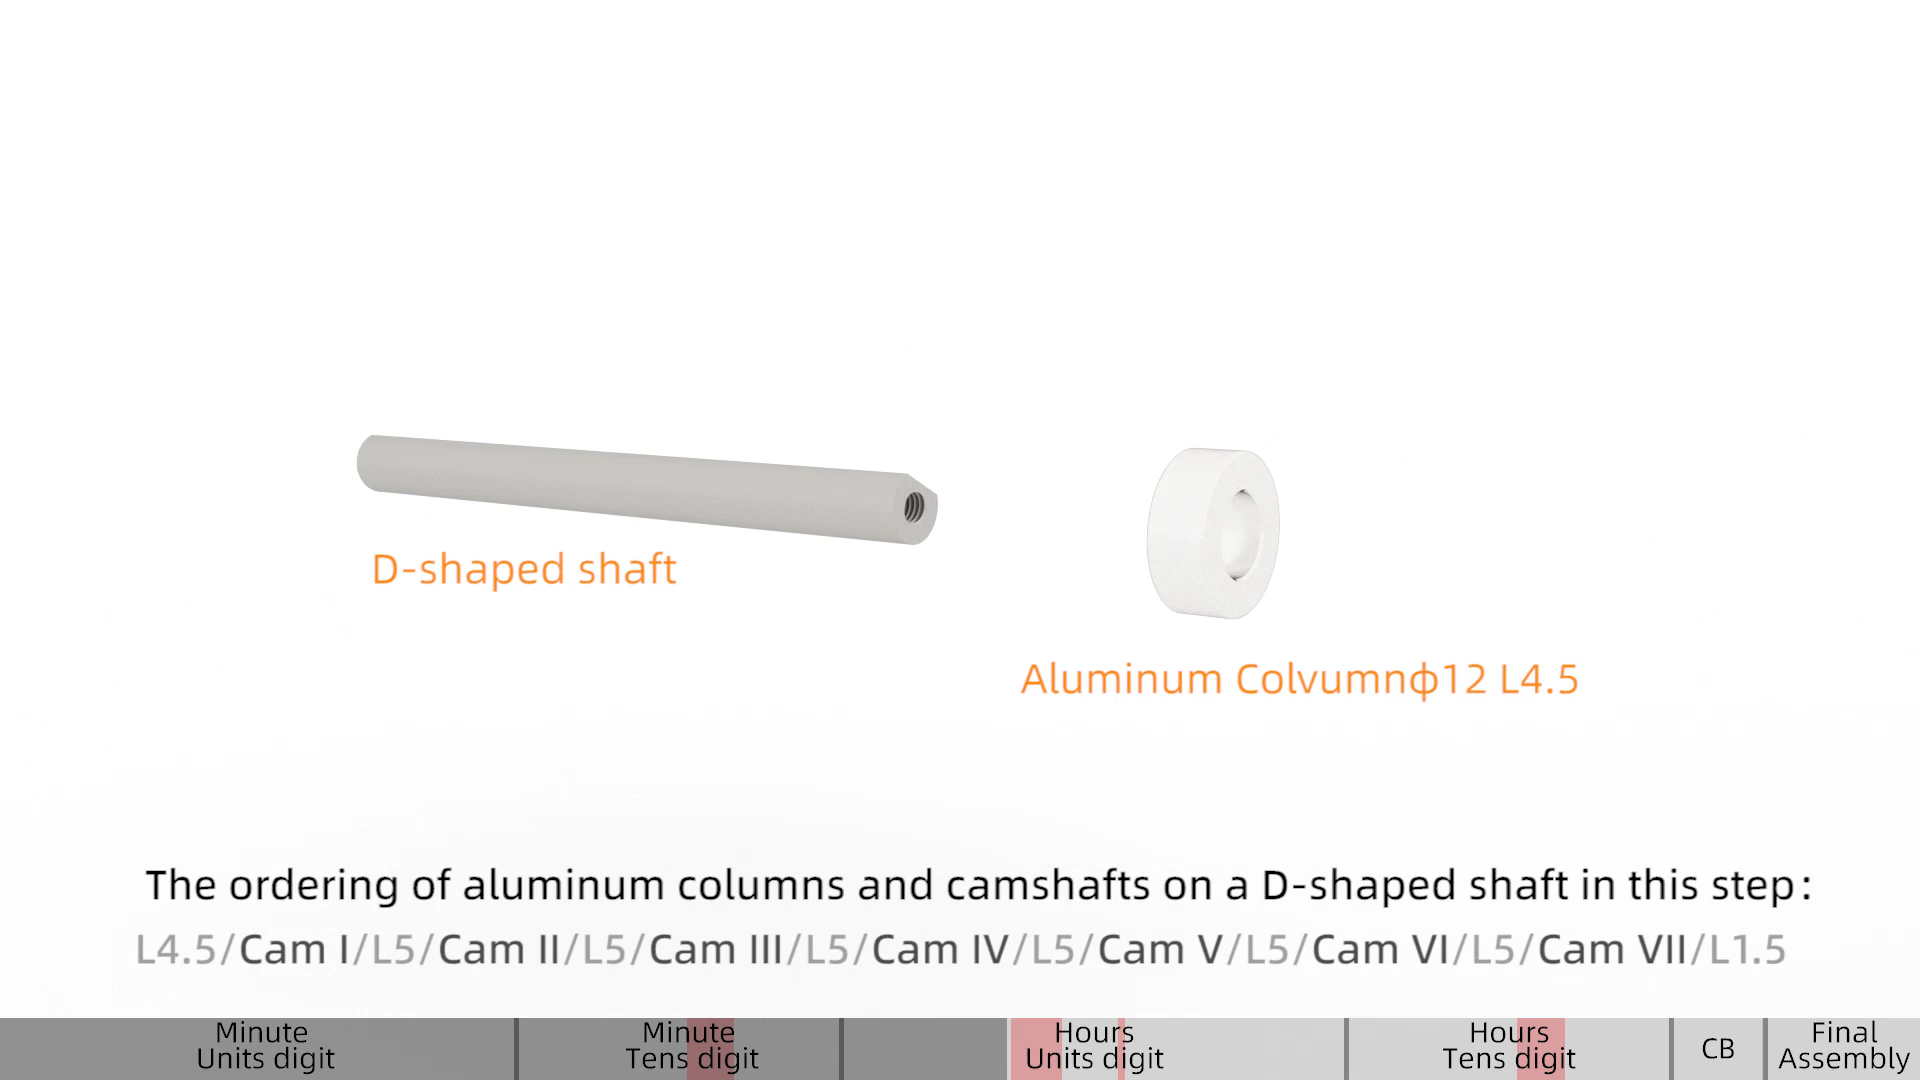 D-shaped shaft
Aluminum Colvumnϕ12 L4.5
The ordering of aluminum columns and camshafts on a D-shaped shaft in this step:
L4.5/Cam I/L5/Cam II/L5/Cam III/L5/Cam IV/L5/Cam V/L5/Cam VI/L5/Cam VII/L1.5
Minute
Units digit
Minute
Tens digit
Hours
Units digit
Hours
Tens digit
CB
Final
Assembly